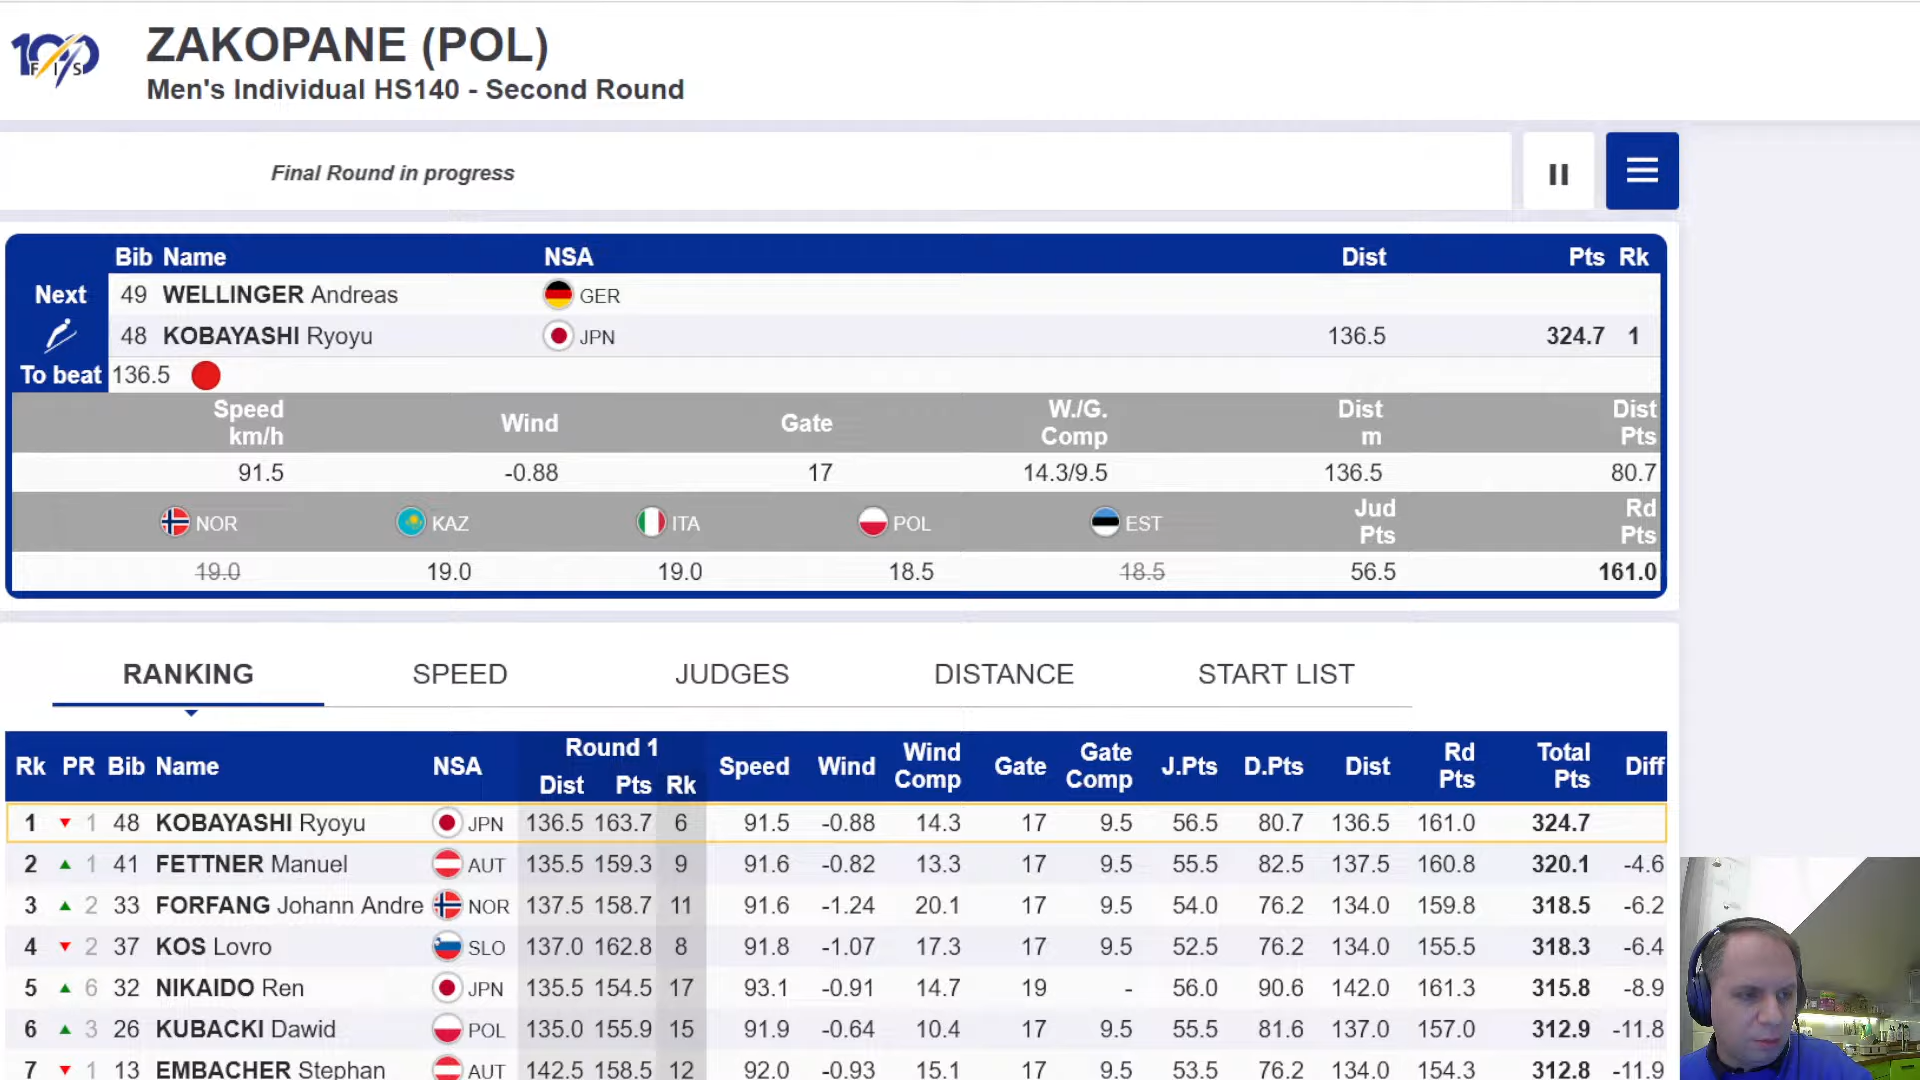 100 FIS
ZAKOPANE (POL)
Men's Individual HS140 - Second Round
Final Round in progress
Bib Name NSA Dist Pts Rk
Next 49 WELLINGER Andreas GER
48 KOBAYASHI Ryoyu JPN 136.5 324.7 1
To beat 136.5
Speed km/h Wind Gate W./G. Comp Dist m Dist Pts
91.5 -0.88 17 14.3/9.5 136.5 80.7
NOR KAZ ITA POL EST Jud Pts Rd Pts
19.0 19.0 19.0 18.5 18.5 56.5 161.0
RANKING SPEED JUDGES DISTANCE START LIST
Rk PR Bib Name NSA Round 1 Dist Pts Rk Speed Wind Wind Comp Gate Gate Comp J.Pts D.Pts Dist Rd Pts Total Pts Diff
1 1 48 KOBAYASHI Ryoyu JPN 136.5 163.7 6 91.5 -0.88 14.3 17 9.5 56.5 80.7 136.5 161.0 324.7
2 1 41 FETTNER Manuel AUT 135.5 159.3 9 91.6 -0.82 13.3 17 9.5 55.5 82.5 137.5 160.8 320.1 -4.6
3 2 33 FORFANG Johann Andre NOR 137.5 158.7 11 91.6 -1.24 20.1 17 9.5 54.0 76.2 134.0 159.8 318.5 -6.2
4 2 37 KOS Lovro SLO 137.0 162.8 8 91.8 -1.07 17.3 17 9.5 52.5 76.2 134.0 155.5 318.3 -6.4
5 6 32 NIKAIDO Ren JPN 135.5 154.5 17 93.1 -0.91 14.7 19 - 56.0 90.6 142.0 161.3 315.8 -8.9
6 3 26 KUBACKI Dawid POL 135.0 155.9 15 91.9 -0.64 10.4 17 9.5 55.5 81.6 137.0 157.0 312.9 -11.8
7 1 13 EMBACHER Stephan AUT 142.5 158.5 12 92.0 -0.93 15.1 17 9.5 53.5 76.2 134.0 154.3 312.8 -11.9